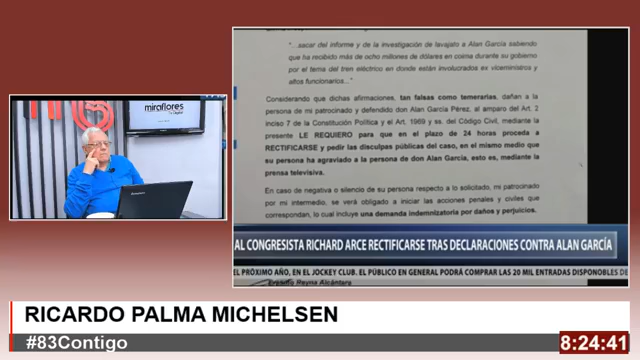 "...sacar del informe y de la investigación de lavado a Alan García sabiendo
que ha recibido más de ocho millones de dólares en coima durante su gobierno
por el tema del tren eléctrico en donde están involucrados ex viceministros y
altos funcionarios..."
Considerando que dichas afirmaciones, tan falsas como temerarias, dañan a la
persona de mi patrocinado y defendido don Alan García Pérez, al amparo del Art. 2
inciso 7 de la Constitución Política y el Art. 1969 y ss. del Código Civil, mediante la
presente LE REQUIERO para que en el plazo de 24 horas proceda a
RECTIFICARSE y pedir las disculpas públicas del caso, en el mismo medio que
su persona ha agraviado a la persona de don Alan García, esto es, mediante la
prensa televisiva.
En caso de negativa o silencio de su persona respecto a lo solicitado, mi patrocinado
por mi intermedio, se verá obligado a iniciar las acciones penales y civiles que
correspondan, lo cual incluye una demanda indemnizatoria por daños y perjuicios.
AL CONGRESISTA RICHARD ARCE RECTIFICARSE TRAS DECLARACIONES CONTRA ALAN GARCÍA
EL PRÓXIMO AÑO, EN EL JOCKEY CLUB. EL PÚBLICO EN GENERAL PODRÁ COMPRAR LAS 20 MIL ENTRADAS DISPONIBLES DE
Erasmo Reyna Alcántara
miraflores
RICARDO PALMA MICHELSEN
#83Contigo
8:24:41